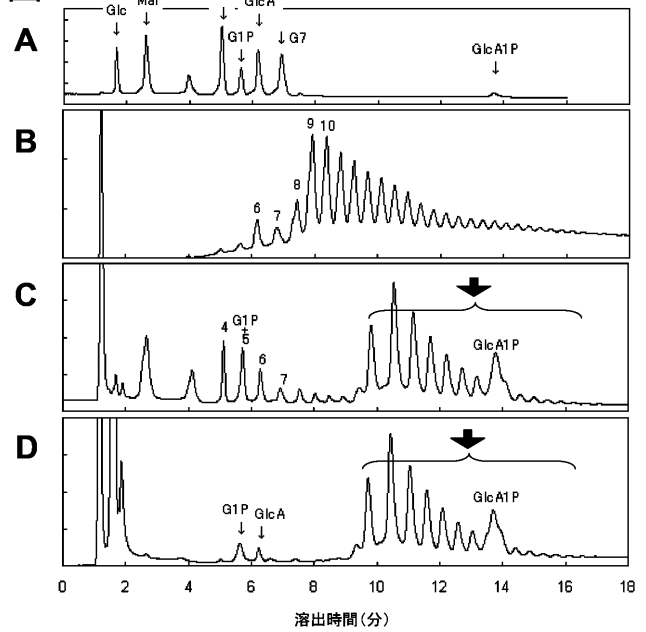 Glc Mal GlcA
A
G1P G7
GlcA1P
B
9 10
8
6
7
C
4 G1P
+
5
6
7
GlcA1P
D
G1P GlcA
GlcA1P
0 2 4 6 8 10 12 14 16 18
溶出時間(分)